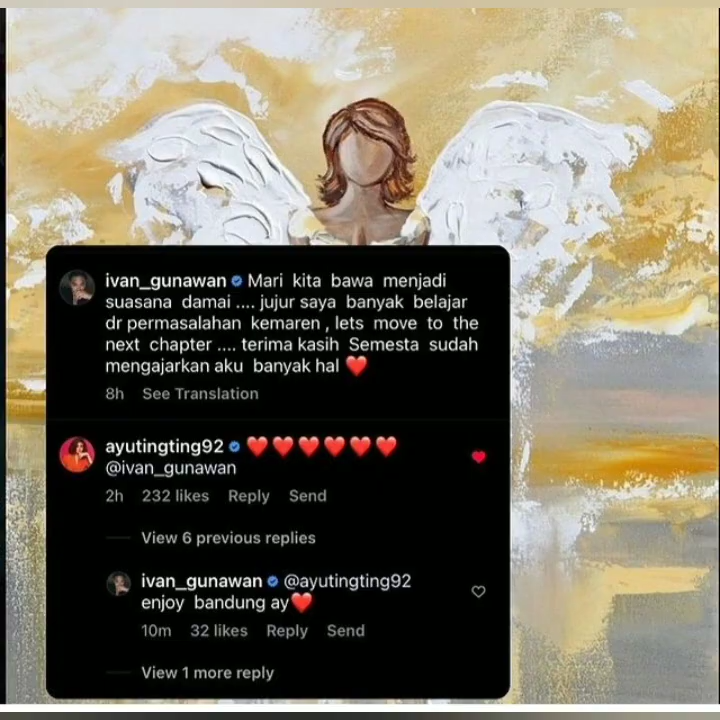 ivan_gunawan Mari kita bawa menjadi
suasana damai .... jujur saya banyak belajar
dr permasalahan kemaren , lets move to the
next chapter .... terima kasih Semesta sudah
mengajarkan aku banyak hal ❤️
8h See Translation
ayutingting92 ❤️❤️❤️❤️❤️❤️
@ivan_gunawan
2h 232 likes Reply Send
View 6 previous replies
ivan_gunawan @ayutingting92
enjoy bandung ay❤️
10m 32 likes Reply Send
View 1 more reply